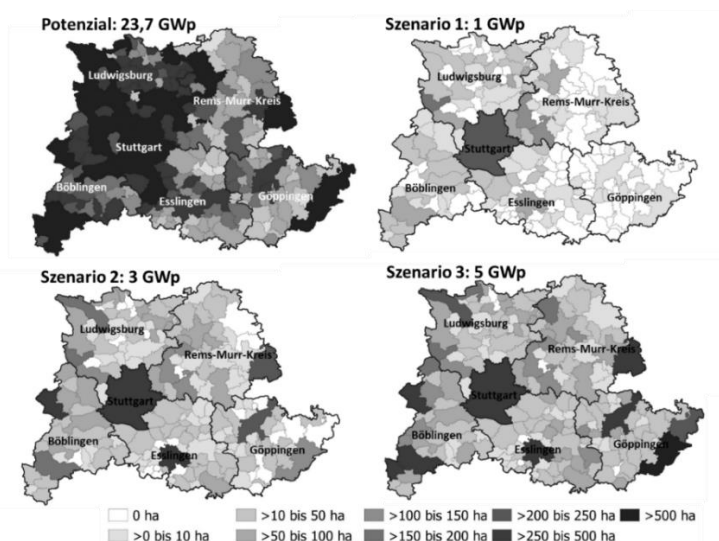 Potenzial: 23,7 GWp
Ludwigsburg
Rems-Murr-Kreis
Stuttgart
Böblingen
Esslingen
Göppingen
Szenario 1: 1 GWp
Ludwigsburg
Rems-Murr-Kreis
Stuttgart
Böblingen
Esslingen
Göppingen
Szenario 2: 3 GWp
Ludwigsburg
Rems-Murr-Kreis
Stuttgart
Böblingen
Esslingen
Göppingen
Szenario 3: 5 GWp
Ludwigsburg
Rems-Murr-Kreis
Stuttgart
Böblingen
Esslingen
Göppingen
0 ha >10 bis 50 ha >100 bis 150 ha >200 bis 250 ha >500 ha
>0 bis 10 ha >50 bis 100 ha >150 bis 200 ha >250 bis 500 ha